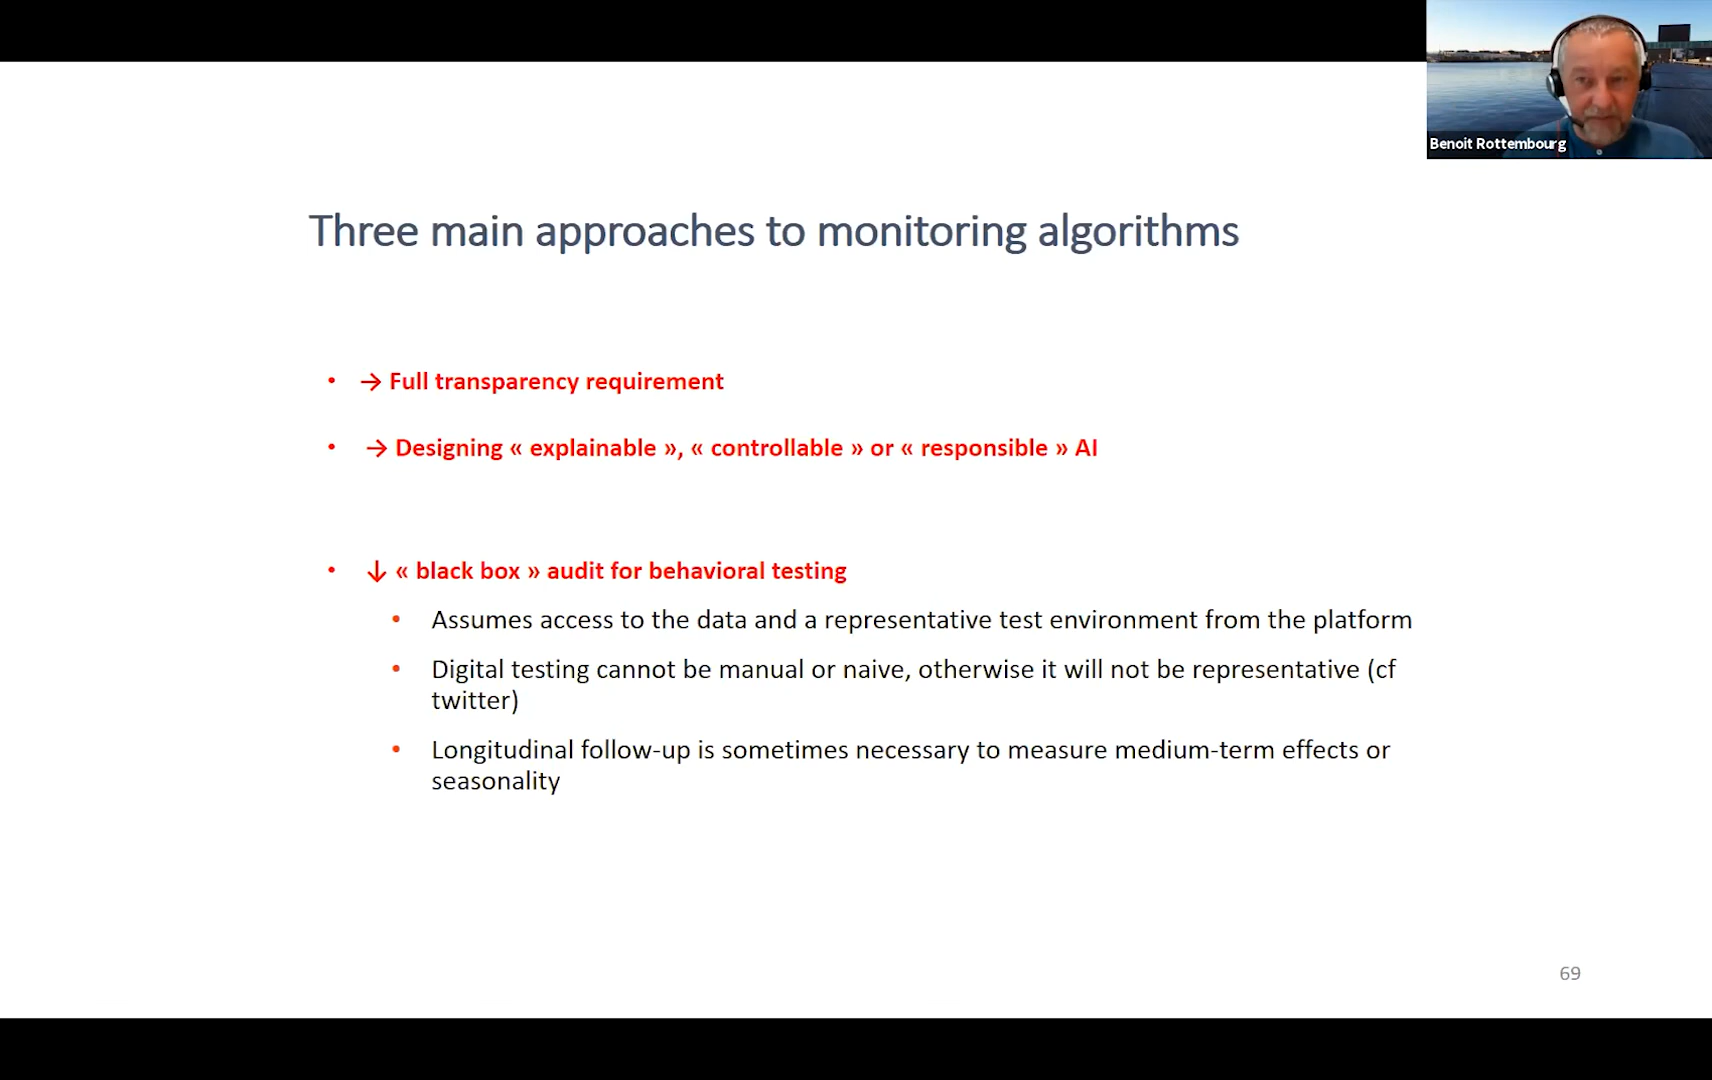 Benoit Rottembourg
Three main approaches to monitoring algorithms
• → Full transparency requirement
• → Designing « explainable », « controllable » or « responsible » AI
• ↓ « black box » audit for behavioral testing
• Assumes access to the data and a representative test environment from the platform
• Digital testing cannot be manual or naive, otherwise it will not be representative (cf
twitter)
• Longitudinal follow-up is sometimes necessary to measure medium-term effects or
seasonality
69